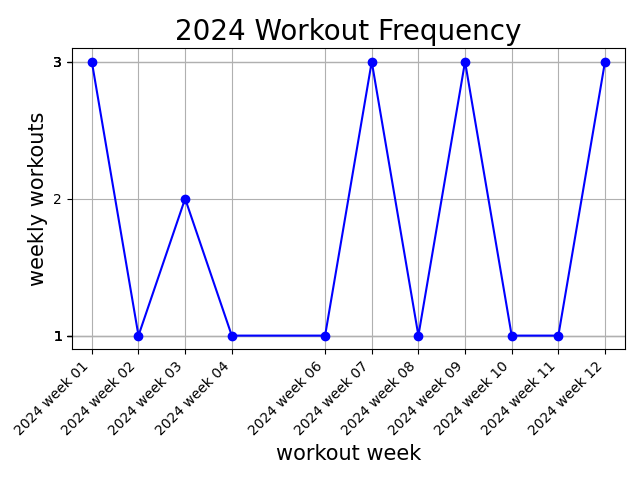 2024 Workout Frequency
weekly workouts
3
2
1
2024 week 01
2024 week 02
2024 week 03
2024 week 04
2024 week 06
2024 week 07
2024 week 08
2024 week 09
2024 week 10
2024 week 11
2024 week 12
workout week